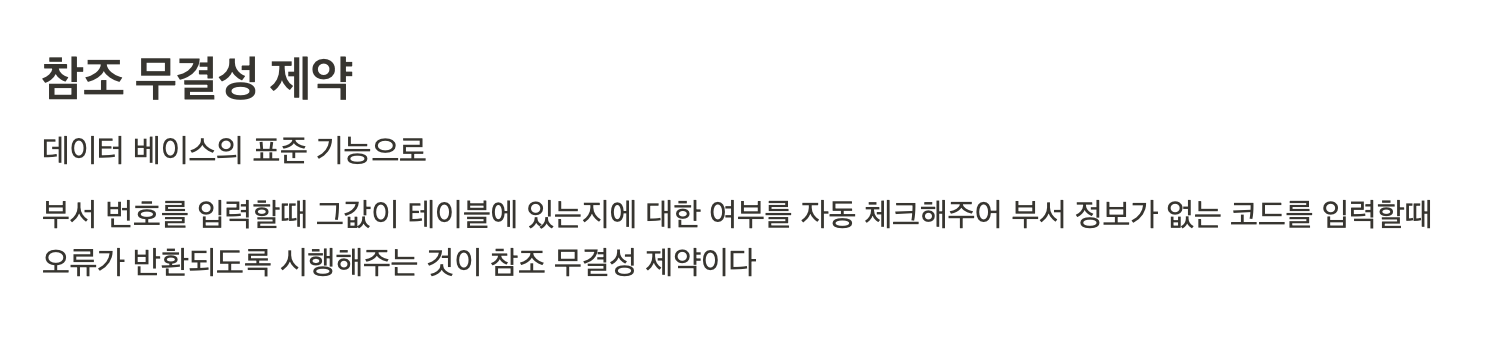 참조 무결성 제약
데이터 베이스의 표준 기능으로
부서 번호를 입력할때 그값이 테이블에 있는지에 대한 여부를 자동 체크해주어 부서 정보가 없는 코드를 입력할때
오류가 반환되도록 시행해주는 것이 참조 무결성 제약이다